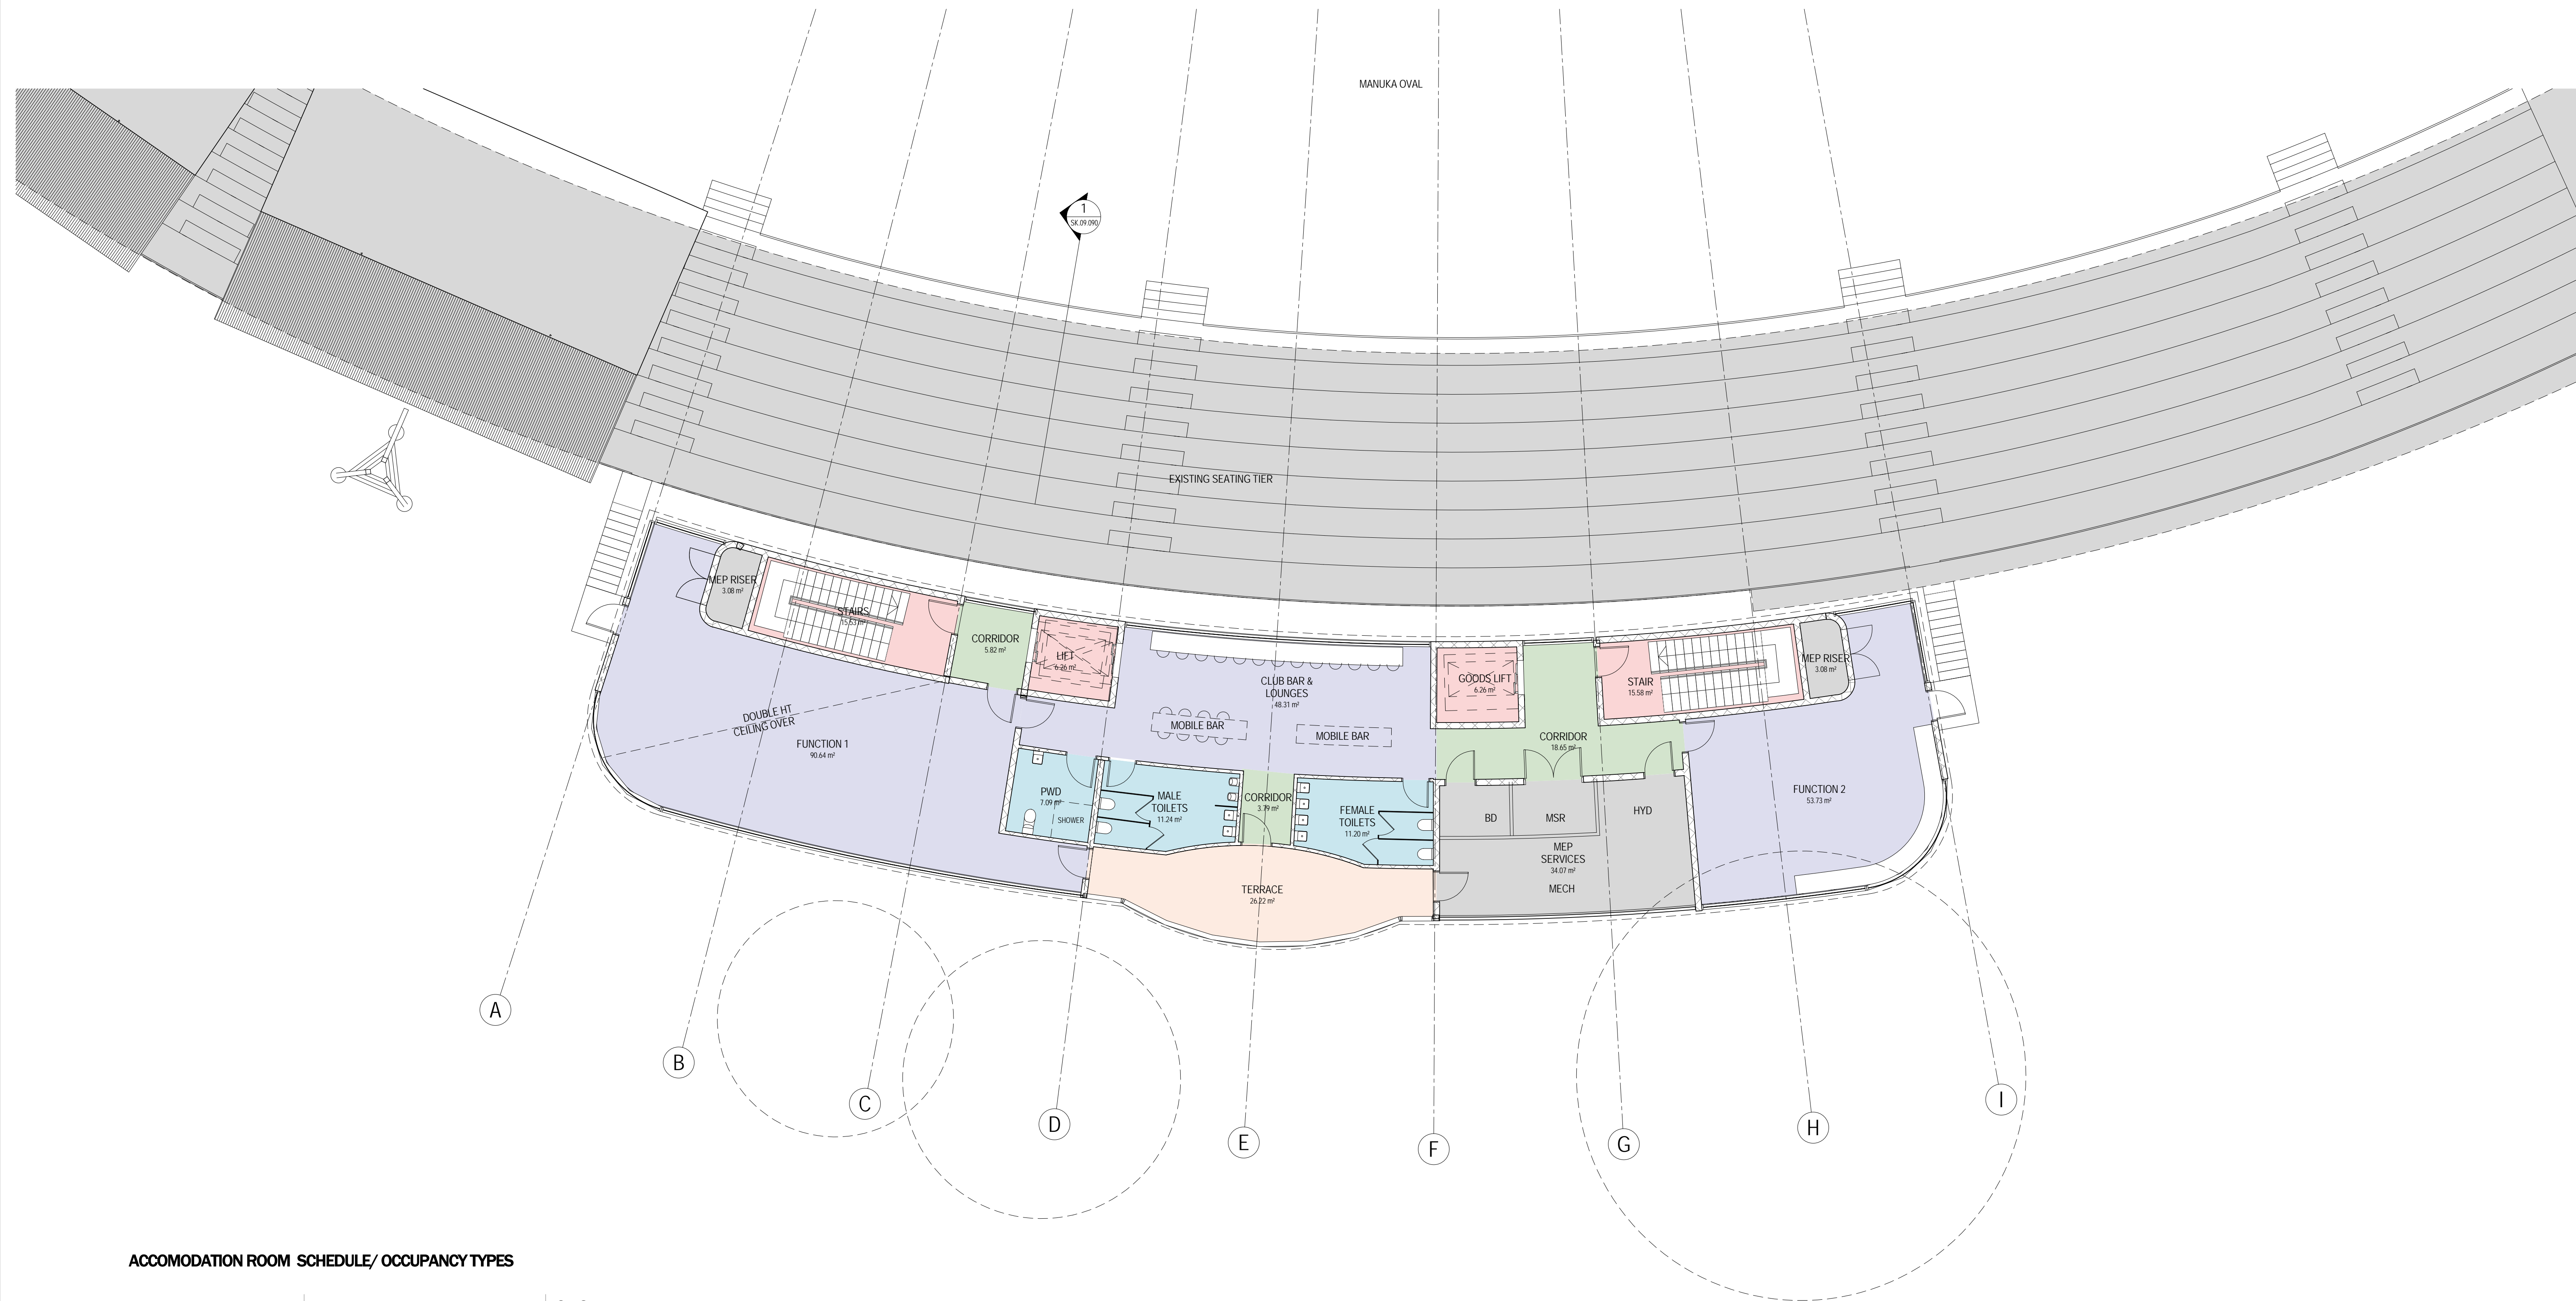 MANUKA OVAL
1
SK.09.090
EXISTING SEATING TIER
MEP RISER
3.08 m²
STAIRS
15.53 m²
CORRIDOR
5.82 m²
LIFT
6.26 m²
CLUB BAR &
LOUNGES
48.31 m²
MOBILE BAR
MOBILE BAR
GOODS LIFT
6.26 m²
STAIR
15.58 m²
MEP RISER
3.08 m²
DOUBLE HT
CEILING OVER
FUNCTION 1
90.64 m²
CORRIDOR
18.65 m²
PWD
7.09 m²
SHOWER
MALE
TOILETS
11.24 m²
CORRIDOR
3.79 m²
FEMALE
TOILETS
11.20 m²
BD
MSR
HYD
FUNCTION 2
53.73 m²
MEP
SERVICES
34.07 m²
MECH
TERRACE
26.22 m²
A
B
C
D
E
F
G
H
I
ACCOMODATION ROOM SCHEDULE/ OCCUPANCY TYPES